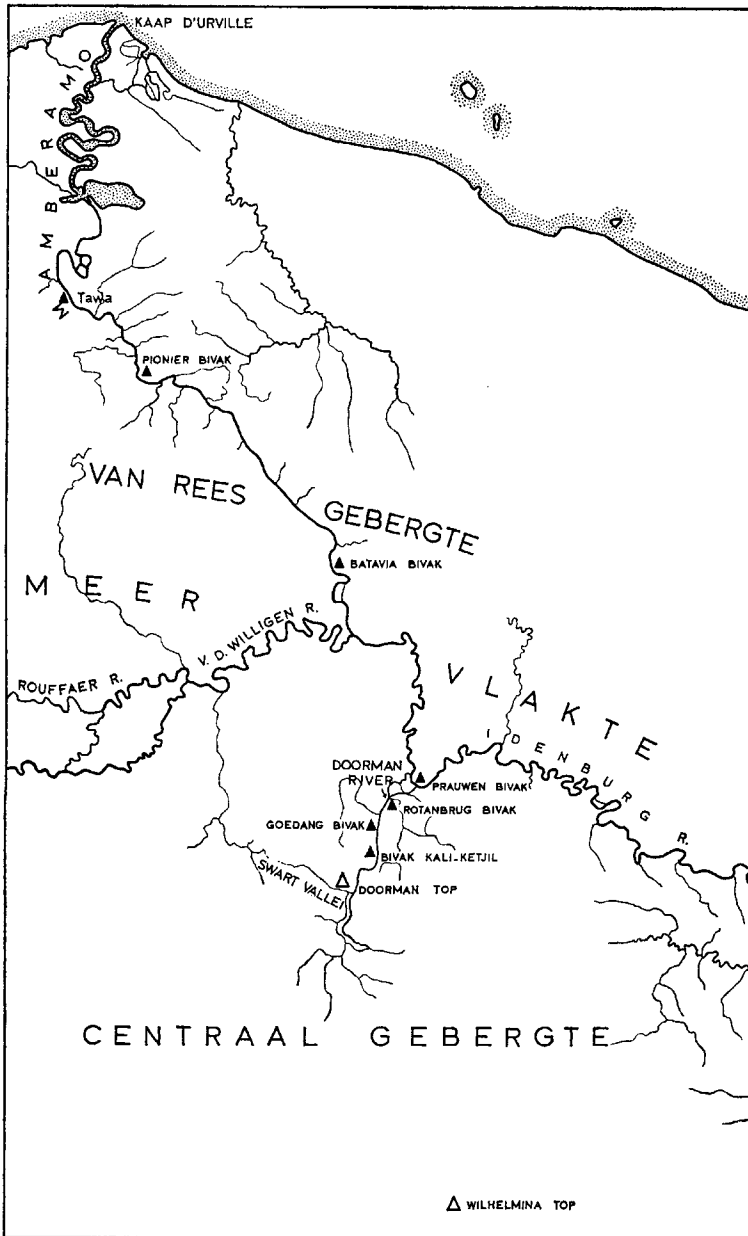 KAAP D'URVILLE
MAMBERAMO
Tawa
PIONIER BIVAK
VAN REES GEBERGTE
BATAVIA BIVAK
MEER VLAKTE
V. D. WILLIGEN R.
ROUFFAER R.
IDENBURG R.
DOORMAN
RIVER
PRAUWEN BIVAK
ROTANBRUG BIVAK
GOEDANG BIVAK
BIVAK KALI-KETJIL
SWART VALLEI
DOORMAN TOP
CENTRAAL GEBERGTE
WILHELMINA TOP